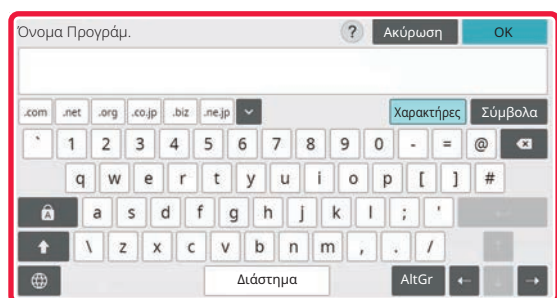 Όνομα Προγράμ. ? Ακύρωση OK
.com .net .org .co.jp .biz .ne.jp Χαρακτήρες Σύμβολα
` 1 2 3 4 5 6 7 8 9 0 - = @
q w e r t y u i o p [ ] #
A a s d f g h j k l ; '
\ z x c v b n m , . /
Διάστημα AltGr